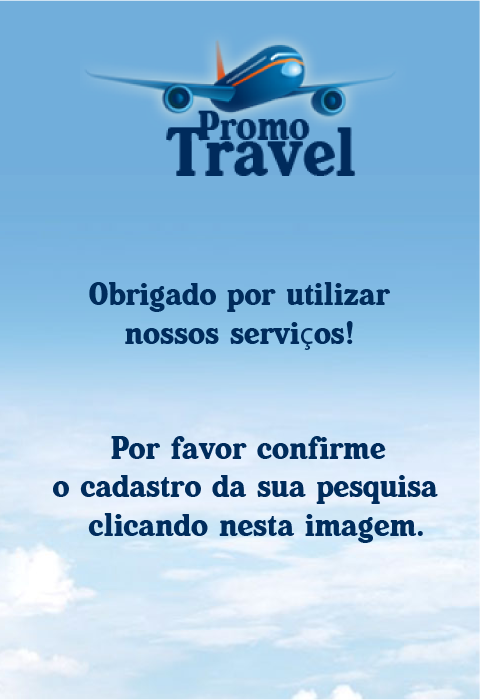 Promo
Travel
Obrigado por utilizar
nossos serviços!
Por favor confirme
o cadastro da sua pesquisa
clicando nesta imagem.